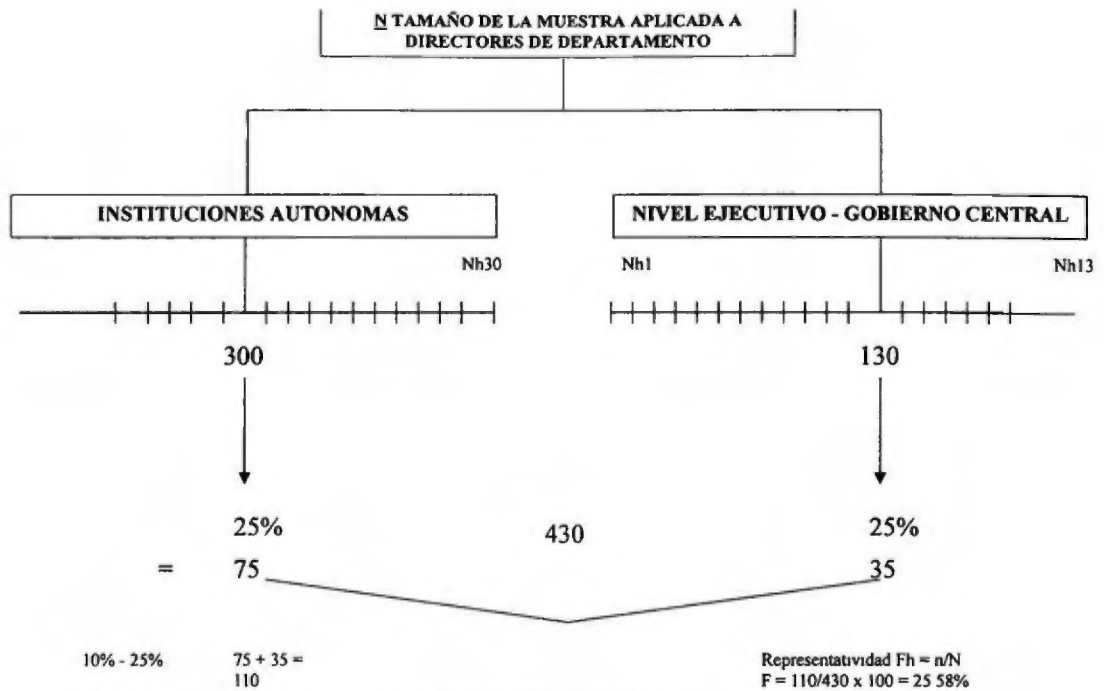 N TAMAÑO DE LA MUESTRA APLICADA A
DIRECTORES DE DEPARTAMENTO
INSTITUCIONES AUTONOMAS
NIVEL EJECUTIVO - GOBIERNO CENTRAL
Nh30
Nh1
Nh13
300
130
25%
430
25%
= 75
35
10% - 25%
75 + 35 =
110
Representatividad Fh = n/N
F = 110/430 x 100 = 25 58%